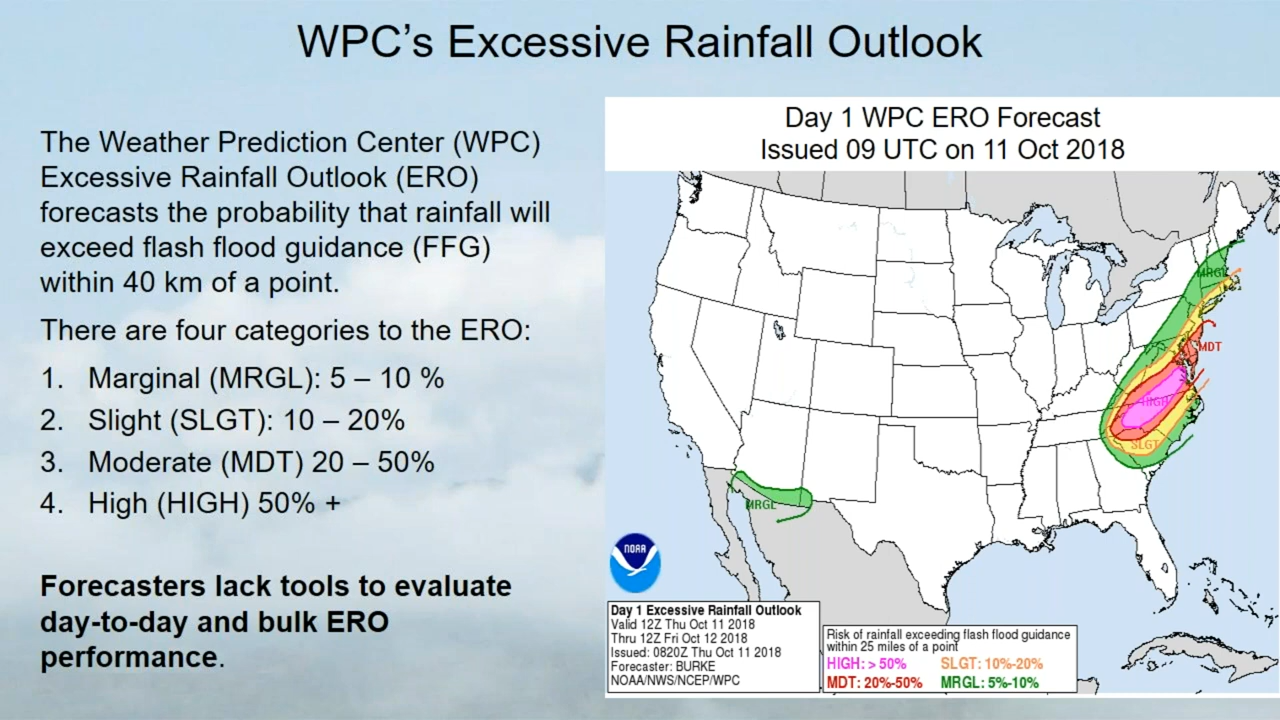 WPC's Excessive Rainfall Outlook
The Weather Prediction Center (WPC)
Excessive Rainfall Outlook (ERO)
forecasts the probability that rainfall will
exceed flash flood guidance (FFG)
within 40 km of a point.
There are four categories to the ERO:
1. Marginal (MRGL): 5 – 10 %
2. Slight (SLGT): 10 – 20%
3. Moderate (MDT) 20 – 50%
4. High (HIGH) 50% +
Forecasters lack tools to evaluate
day-to-day and bulk ERO
performance.
Day 1 WPC ERO Forecast
Issued 09 UTC on 11 Oct 2018
MRGL
MDT
HIGH
SLGT
MRGL
NOAA
Day 1 Excessive Rainfall Outlook
Valid 12Z Thu Oct 11 2018
Thru 12Z Fri Oct 12 2018
Issued: 0820Z Thu Oct 11 2018
Forecaster: BURKE
NOAA/NWS/NCEP/WPC
Risk of rainfall exceeding flash flood guidance
within 25 miles of a point
HIGH: > 50% SLGT: 10%-20%
MDT: 20%-50% MRGL: 5%-10%